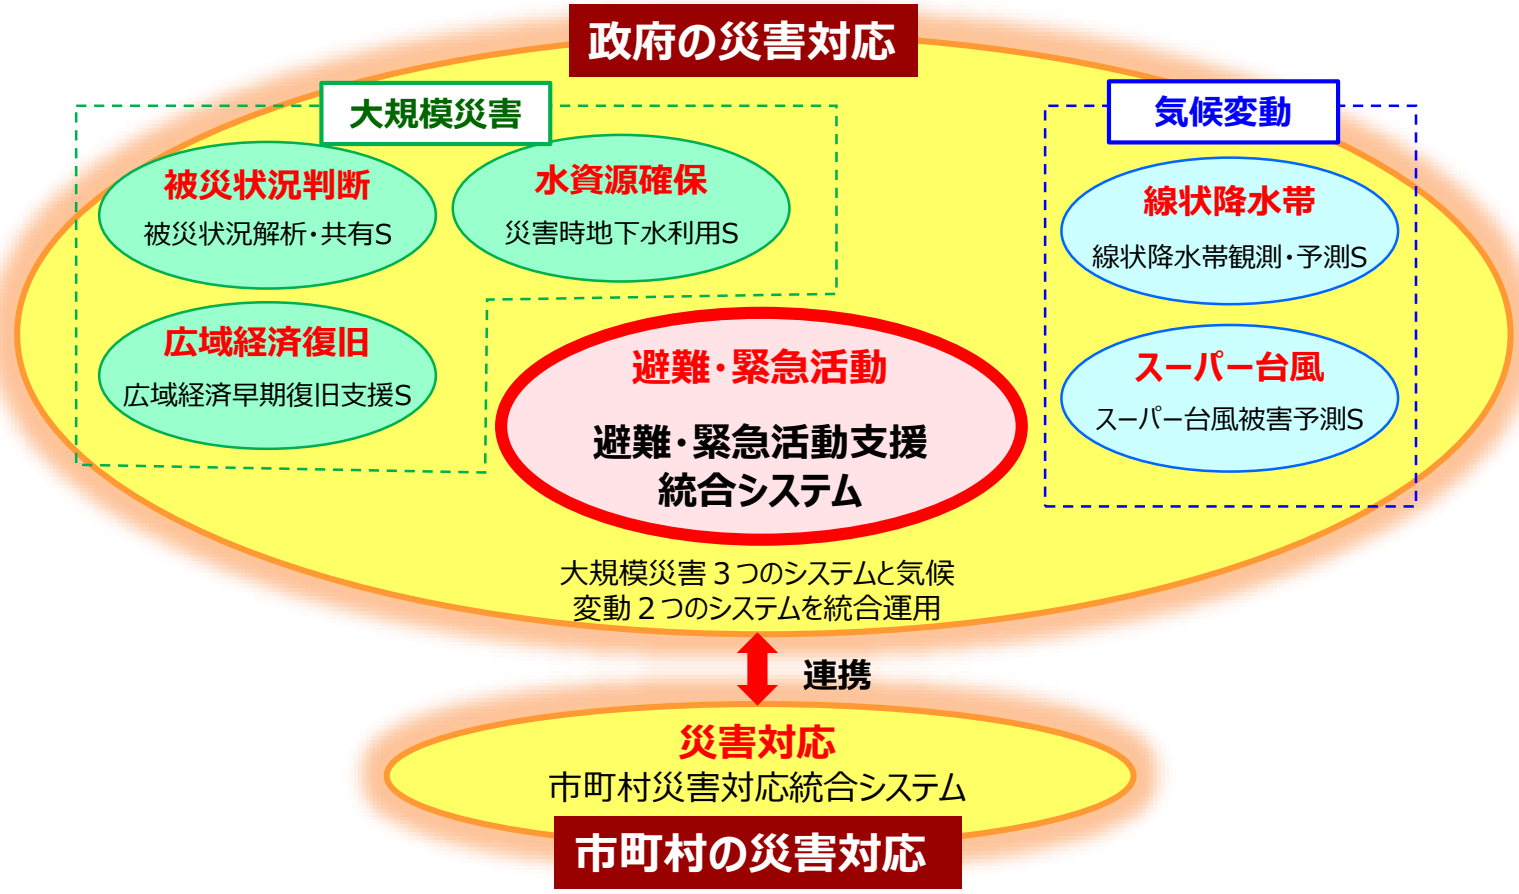 政府の災害対応
大規模災害
被災状況判断
被災状況解析・共有S
水資源確保
災害時地下水利用S
広域経済復旧
広域経済早期復旧支援S
気候変動
線状降水帯
線状降水帯観測・予測S
スーパー台風
スーパー台風被害予測S
避難・緊急活動
避難・緊急活動支援
統合システム
大規模災害３つのシステムと気候
変動２つのシステムを統合運用
連携
災害対応
市町村災害対応統合システム
市町村の災害対応